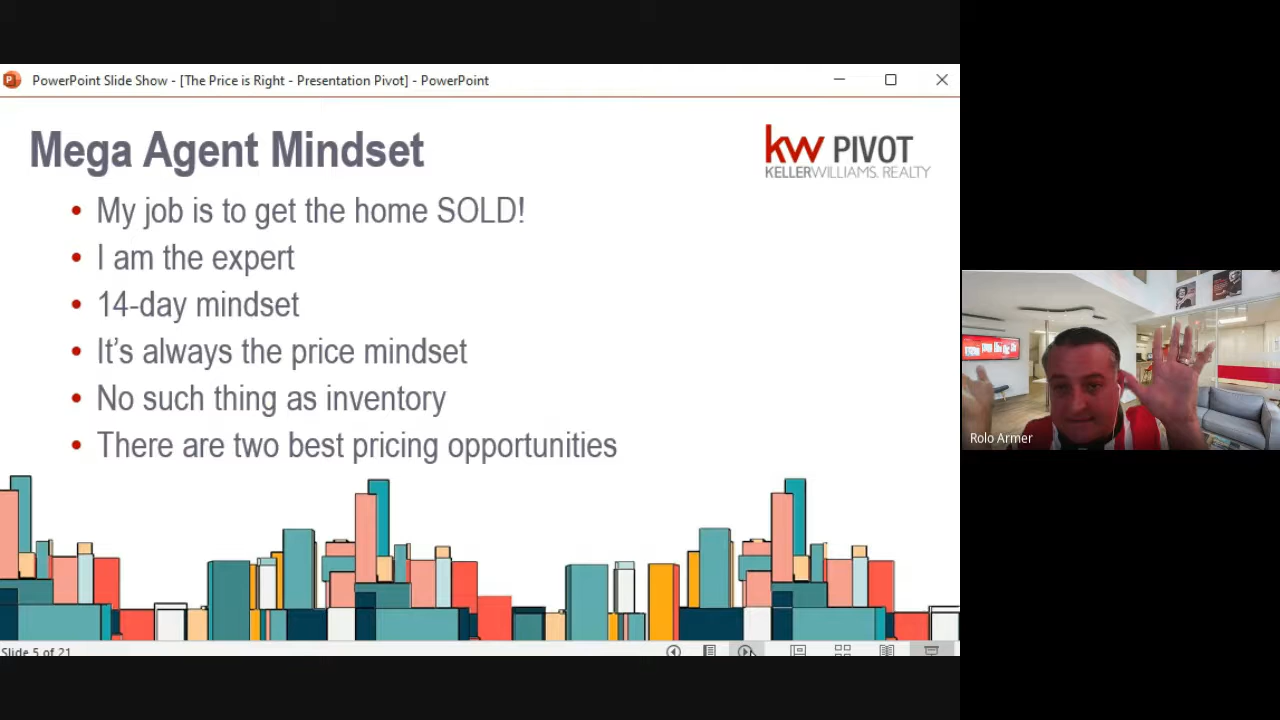 PowerPoint Slide Show - [The Price is Right - Presentation Pivot] - PowerPoint
Mega Agent Mindset
kw PIVOT
KELLERWILLIAMS. REALTY
• My job is to get the home SOLD!
• I am the expert
• 14-day mindset
• It's always the price mindset
• No such thing as inventory
• There are two best pricing opportunities
Slide 5 of 21
Rolo Armer